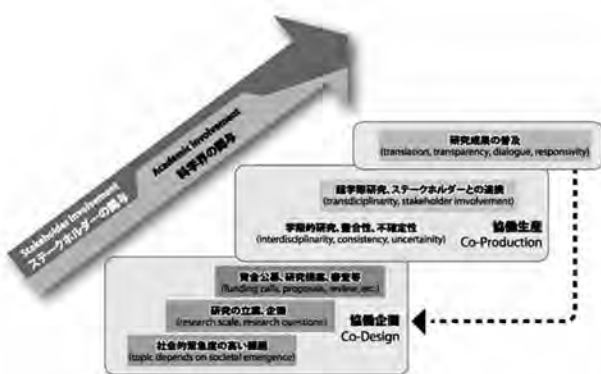 Stakeholder Involvement
ステークホルダーの関与
Academic Involvement
科学界の関与
研究成果の普及
(translation, transparency, dialogue, responsivity)
超学際研究、ステークホルダーとの連携
(transdiciplinarity, stakeholder imvolvement)
学際的研究、整合性、不確定性
(interdisciplinarity, consistency, uncertainity)
協働生産
Co-Production
資金公募、研究提案、審査等
(funding calls, proposals, review, etc.)
研究の立案、企画
(research scale, research questions)
社会的緊急度の高い課題
(topic depends on societal emergence)
協働企画
Co-Design